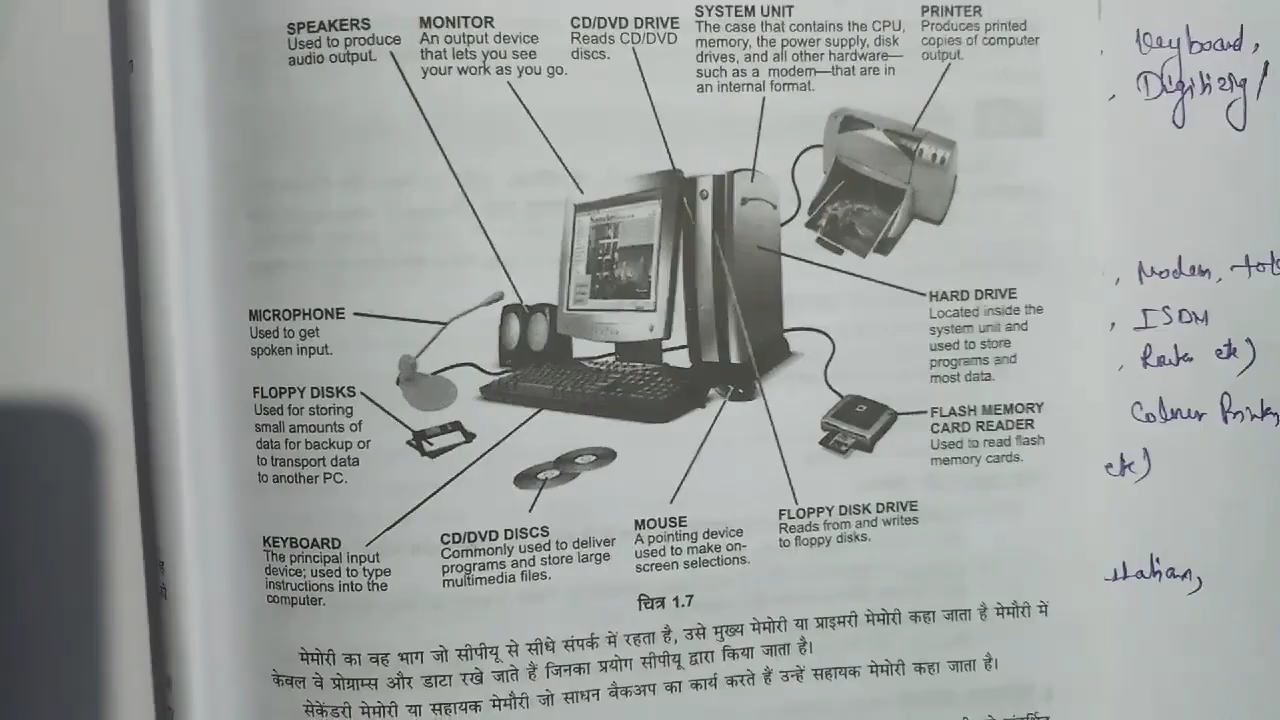 SPEAKERS
Used to produce
audio output.
MONITOR
An output device
that lets you see
your work as you go.
CD/DVD DRIVE
Reads CD/DVD
discs.
SYSTEM UNIT
The case that contains the CPU,
memory, the power supply, disk
drives, and all other hardware—
such as a modem—that are in
an internal format.
PRINTER
Produces printed
copies of computer
output.
MICROPHONE
Used to get
spoken input.
FLOPPY DISKS
Used for storing
small amounts of
data for backup or
to transport data
to another PC.
HARD DRIVE
Located inside the
system unit and
used to store
programs and
most data.
FLASH MEMORY
CARD READER
Used to read flash
memory cards.
KEYBOARD
The principal input
device; used to type
instructions into the
computer.
CD/DVD DISCS
Commonly used to deliver
programs and store large
multimedia files.
MOUSE
A pointing device
used to make on-
screen selections.
FLOPPY DISK DRIVE
Reads from and writes
to floppy disks.
चित्र 1.7
मेमोरी का वह भाग जो सीपीयू से सीधे संपर्क में रहता है, उसे मुख्य मेमोरी या प्राइमरी मेमोरी कहा जाता है मेमौरी में
केवल वे प्रोग्राम्स और डाटा रखे जाते हैं जिनका प्रयोग सीपीयू द्वारा किया जाता है।
सेकेंडरी मेमोरी या सहायक मेमौरी जो साधन वैकअप का कार्य करते हैं उन्हें सहायक मेमोरी कहा जाता है।
Keyboard,
, Modem,
, ISDM
etc)
Printer
etc)